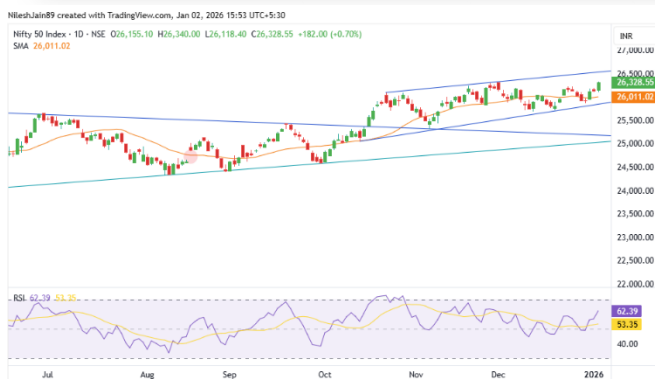 NileshJain89 created with TradingView.com, Jan 02, 2026 15:53 UTC+5:30
Nifty 50 Index · 1D · NSE O26,155.10 H26,340.00 L26,118.40 C26,328.55 +182.00 (+0.70%)
SMA 26,011.02
INR
27,000.00
26,500.00
26,328.55
26,011.02
25,500.00
25,000.00
24,500.00
24,000.00
23,500.00
23,000.00
22,500.00
22,000.00
RSI 62.39 53.35
62.39
53.35
40.00
Jul Aug Sep Oct Nov Dec 2026